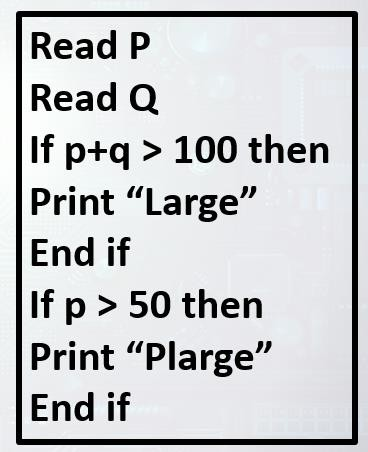 Read P
Read Q
If p+q > 100 then
Print “Large”
End if
If p > 50 then
Print “Plarge”
End if